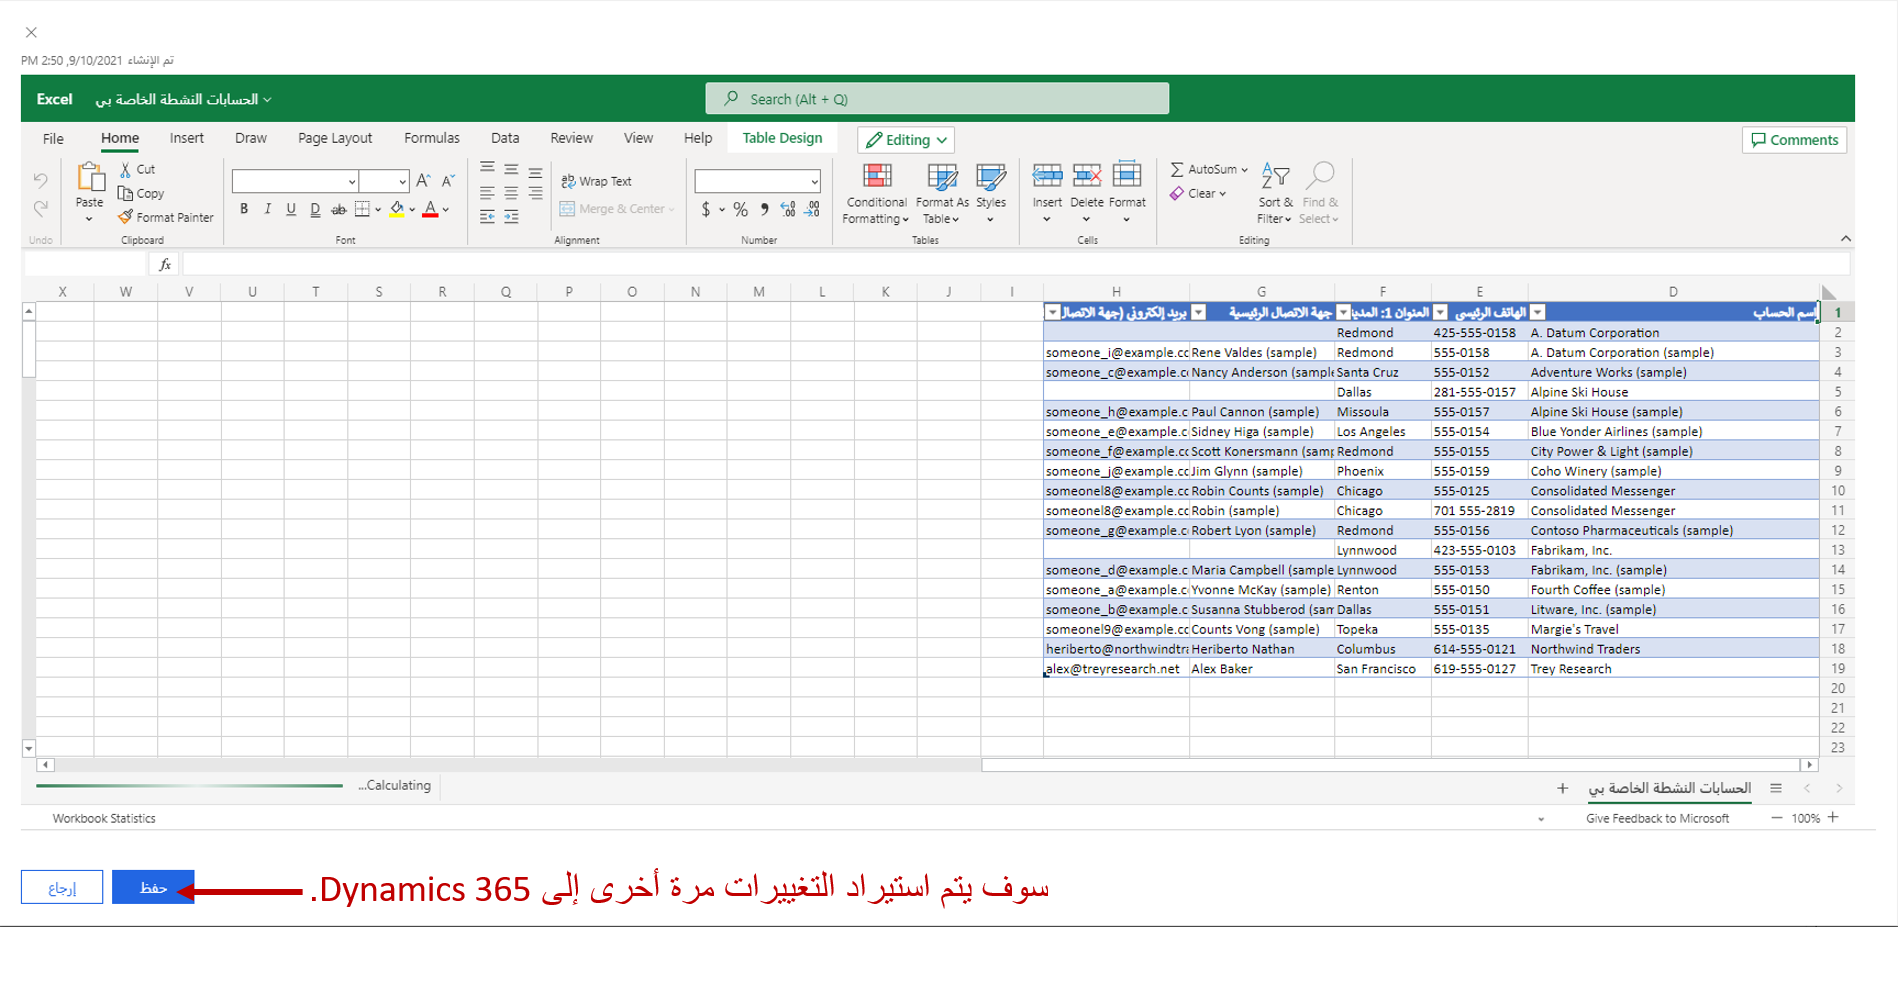 تم الإنشاء 9/10/2021, 2:50 PM
Excel الحسابات النشطة الخاصة بي Search (Alt + Q)
File Home Insert Draw Page Layout Formulas Data Review View Help Table Design Editing Comments
Cut
Copy
Format Painter
Paste
Wrap Text
Merge & Center
Conditional Formatting
Format As Table
Styles
Insert
Delete
Format
AutoSum
Clear
Sort & Filter
Find & Select
Undo Clipboard Font Alignment Number Tables Cells Editing
fx
X W V U T S R Q P O N M L K J I H G F E D
1 اسم الحساب الهاتف الرئيسي العنوان 1: المدين جهة الاتصال الرئيسية بريد إلكتروني (جهة الاتصال
Redmond 425-555-0158 A. Datum Corporation 2
someone_i@example.cc Rene Valdes (sample) Redmond 555-0158 A. Datum Corporation (sample) 3
someone_c@example.c Nancy Anderson (sample Santa Cruz 555-0152 Adventure Works (sample) 4
Dallas 281-555-0157 Alpine Ski House 5
someone_h@example.c Paul Cannon (sample) Missoula 555-0157 Alpine Ski House (sample) 6
someone_e@example.c Sidney Higa (sample) Los Angeles 555-0154 Blue Yonder Airlines (sample) 7
someone_f@example.cc Scott Konersmann (samp Redmond 555-0155 City Power & Light (sample) 8
someone_j@example.cc Jim Glynn (sample) Phoenix 555-0159 Coho Winery (sample) 9
someonel8@example.cc Robin Counts (sample) Chicago 555-0125 Consolidated Messenger 10
someonel8@example.cc Robin (sample) Chicago 701 555-2819 Consolidated Messenger 11
someone_g@example.c Robert Lyon (sample) Redmond 555-0156 Contoso Pharmaceuticals (sample) 12
Lynnwood 423-555-0103 Fabrikam, Inc. 13
someone_d@example.c Maria Campbell (sample Lynnwood 555-0153 Fabrikam, Inc. (sample) 14
someone_a@example.c Yvonne McKay (sample) Renton 555-0150 Fourth Coffee (sample) 15
someone_b@example.c Susanna Stubberod (sam Dallas 555-0151 Litware, Inc. (sample) 16
someonel9@example.cc Counts Vong (sample) Topeka 555-0135 Margie's Travel 17
heriberto@northwindtra Heriberto Nathan Columbus 614-555-0121 Northwind Traders 18
alex@treyresearch.net Alex Baker San Francisco 619-555-0127 Trey Research 19
20
21
22
23
...Calculating الحسابات النشطة الخاصة بي
Workbook Statistics Give Feedback to Microsoft 100%
إرجاع حفظ سوف يتم استيراد التغييرات مرة أخرى إلى Dynamics 365.